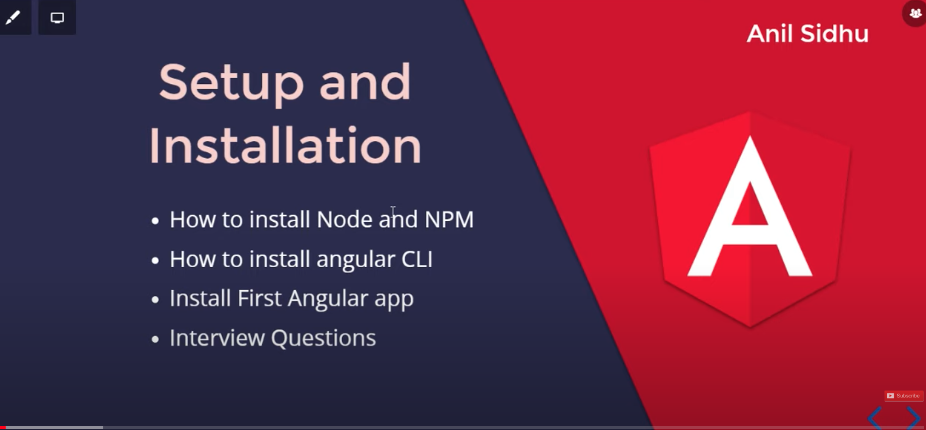 Anil Sidhu
Setup and
Installation
• How to install Node and NPM
• How to install angular CLI
• Install First Angular app
• Interview Questions
Subscribe